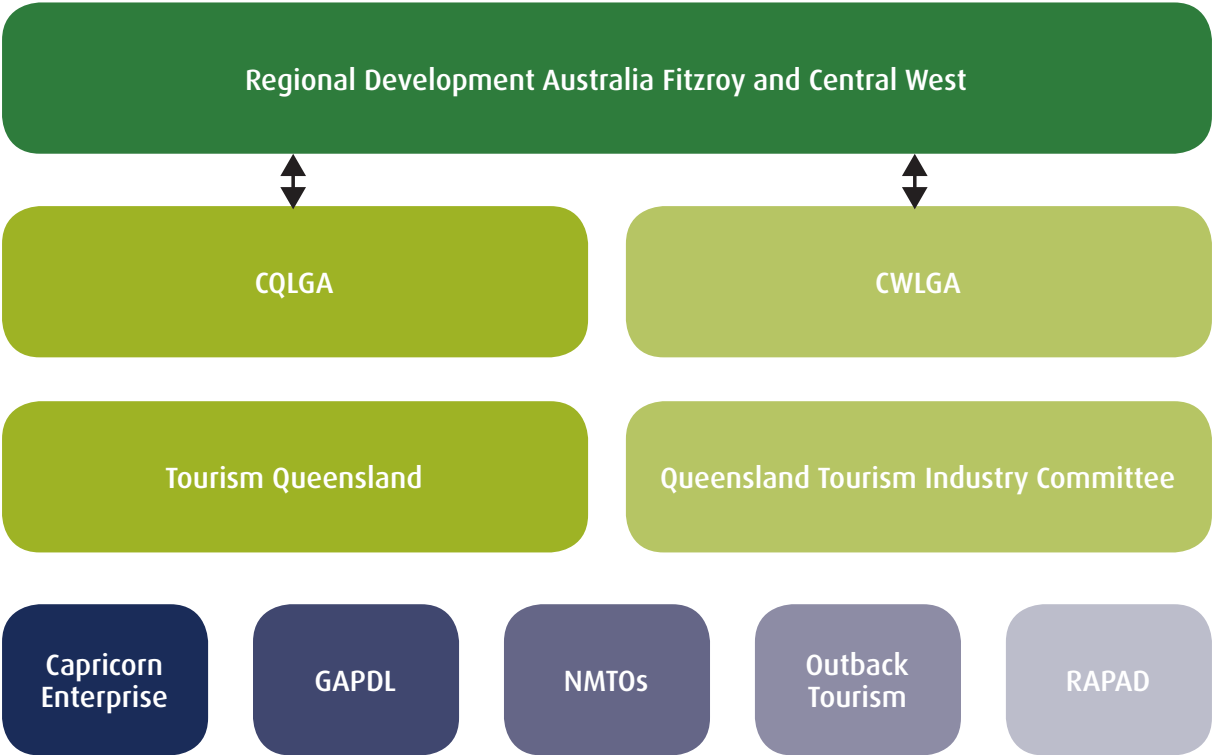 Regional Development Australia Fitzroy and Central West
CQLGA
CWLGA
Tourism Queensland
Queensland Tourism Industry Committee
Capricorn
Enterprise
GAPDL
NMTOs
Outback
Tourism
RAPAD